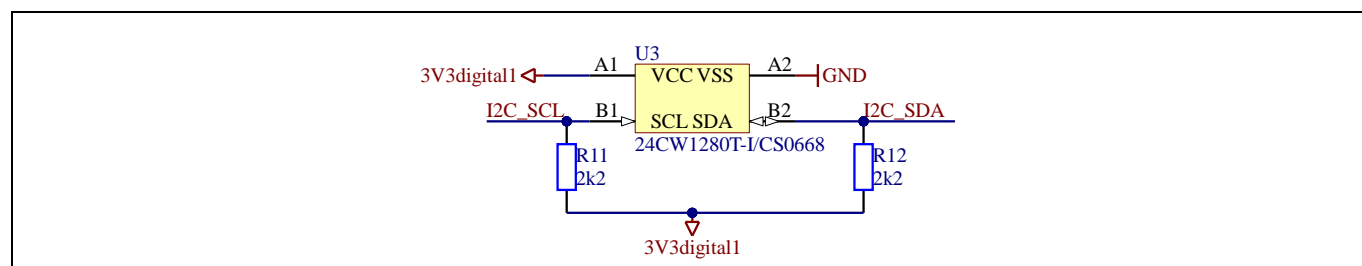 U3
3V3digital1 A1 VCC VSS A2 GND
I2C_SCL B1 SCL SDA B2 I2C_SDA
24CW1280T-I/CS0668
R11 R12
2k2 2k2
3V3digital1